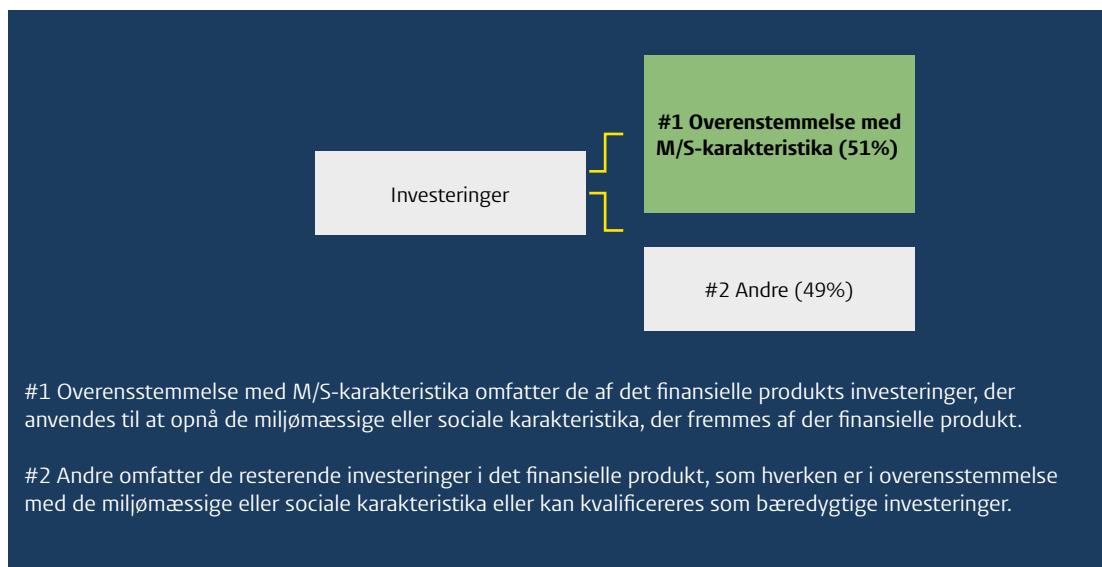 #1 Overenstemmelse med
M/S-karakteristika (51%)
Investeringer
#2 Andre (49%)
#1 Overensstemmelse med M/S-karakteristika omfatter de af det finansielle produkts investeringer, der
anvendes til at opnå de miljømæssige eller sociale karakteristika, der fremmes af der finansielle produkt.
#2 Andre omfatter de resterende investeringer i det finansielle produkt, som hverken er i overensstemmelse
med de miljømæssige eller sociale karakteristika eller kan kvalificereres som bæredygtige investeringer.